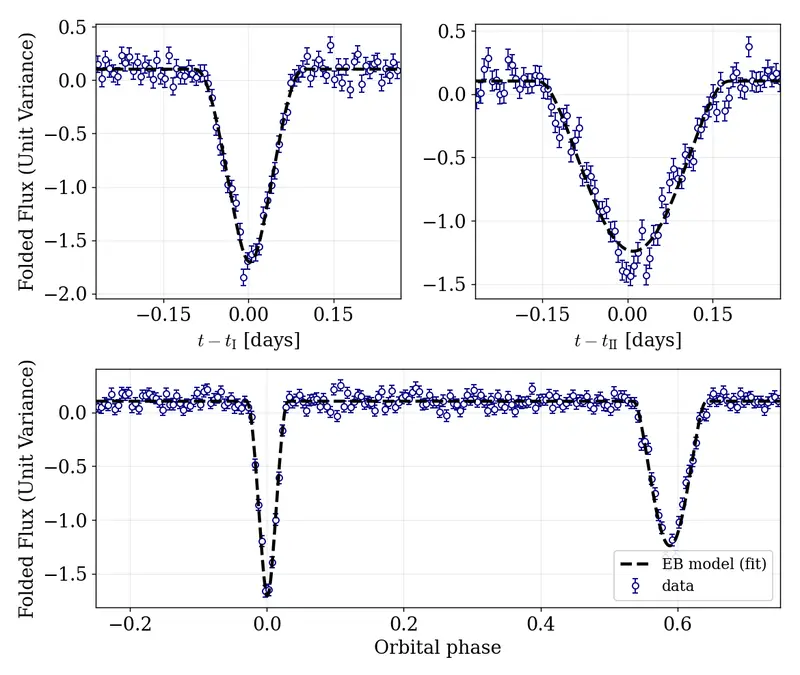 Folded Flux (Unit Variance)
0.5
0.0
−0.5
−1.0
−1.5
−2.0
−0.15 0.00 0.15
t − t_I [days]
0.5
0.0
−0.5
−1.0
−1.5
−0.15 0.00 0.15
t − t_II [days]
Folded Flux (Unit Variance)
0.0
−0.5
−1.0
−1.5
−0.2 0.0 0.2 0.4 0.6
Orbital phase
EB model (fit)
data